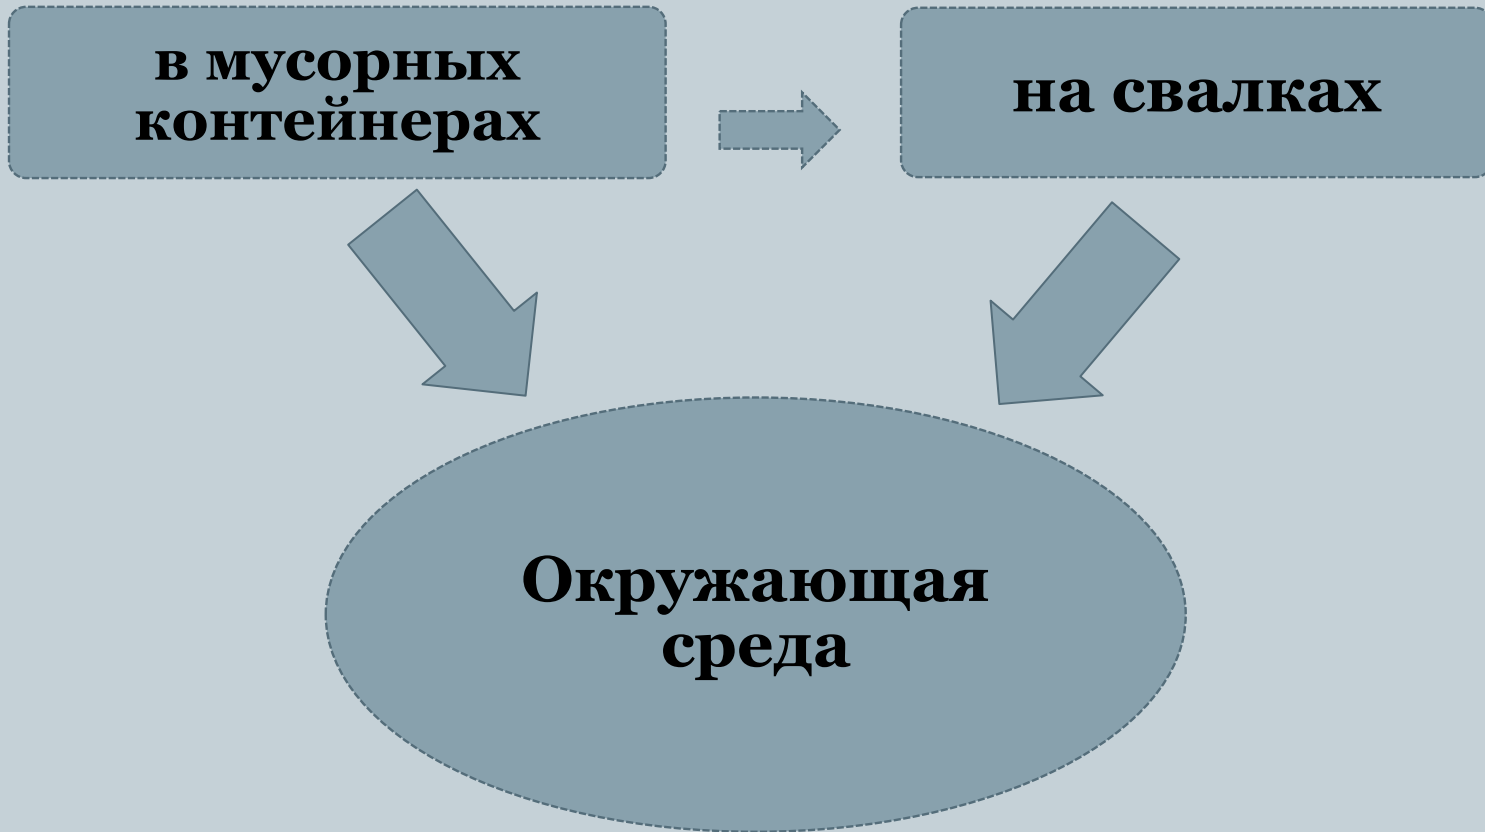 в мусорных
контейнерах
на свалках
Окружающая
среда